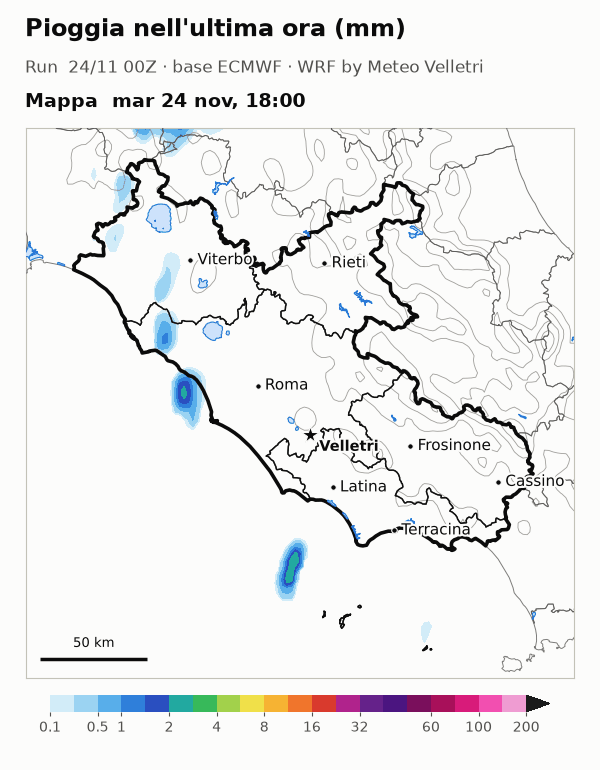 Pioggia nell'ultima ora (mm)
Run  24/11 00Z · base ECMWF · WRF by Meteo Velletri
Mappa  mar 24 nov, 18:00
Viterbo
Rieti
Roma
Velletri
Frosinone
Latina
Cassino
Terracina
50 km
0.1 0.5 1 2 4 8 16 32 60 100 200